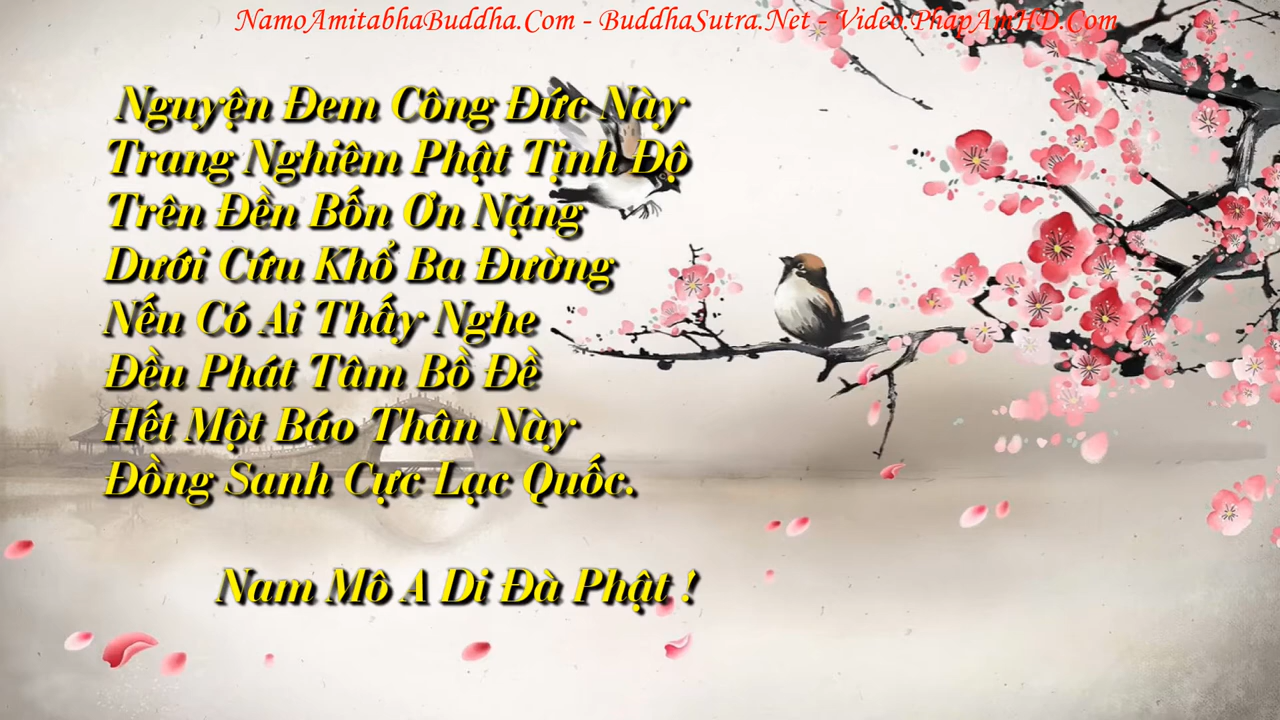 NamoAmitabhaBuddha.Com - BuddhaSutra.Net - Video.PhapAmHD.Com
Nguyện Đem Công Đức Này
Trang Nghiêm Phật Tịnh Độ
Trên Đền Bốn Ơn Nặng
Dưới Cứu Khổ Ba Đường
Nếu Có Ai Thấy Nghe
Đều Phát Tâm Bồ Đề
Hết Một Báo Thân Này
Đồng Sanh Cực Lạc Quốc.
Nam Mô A Di Đà Phật !